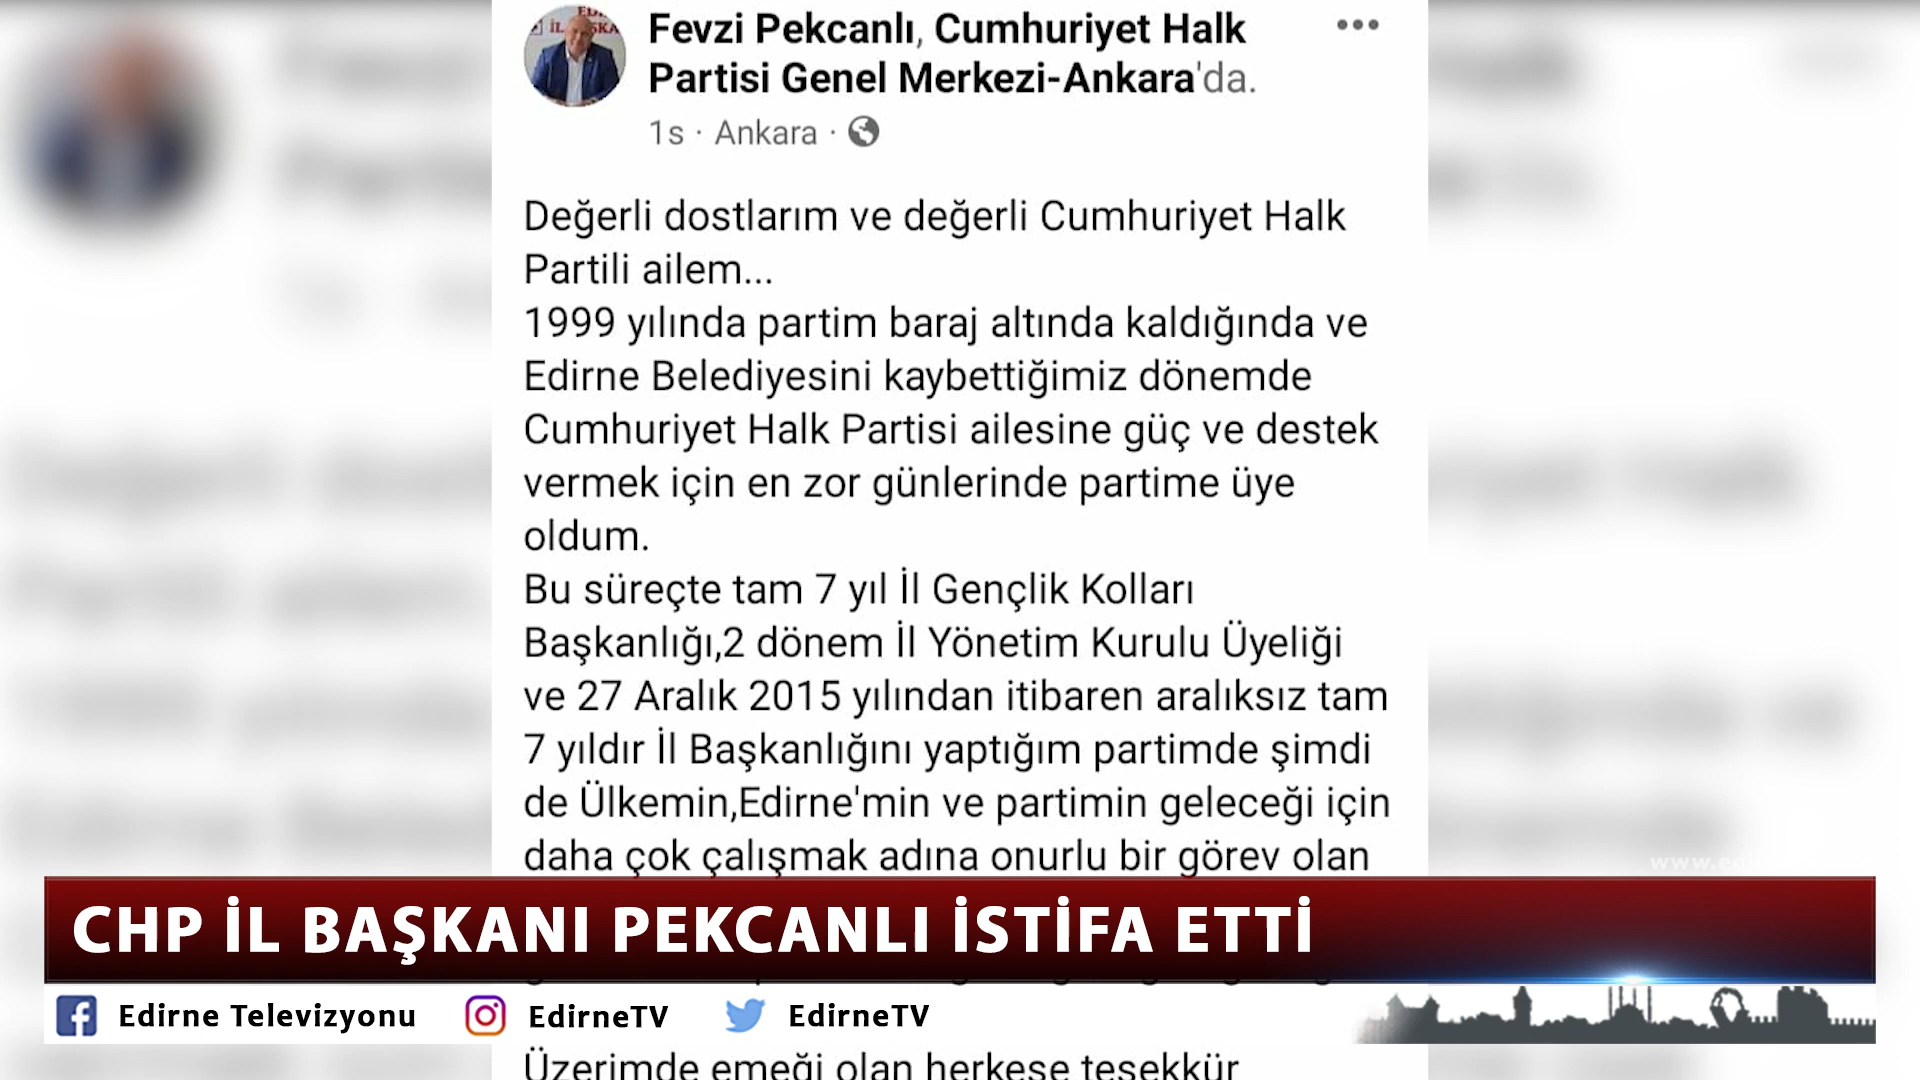 Fevzi Pekcanlı, Cumhuriyet Halk
Partisi Genel Merkezi-Ankara'da.
1s · Ankara ·
Değerli dostlarım ve değerli Cumhuriyet Halk
Partili ailem...
1999 yılında partim baraj altında kaldığında ve
Edirne Belediyesini kaybettiğimiz dönemde
Cumhuriyet Halk Partisi ailesine güç ve destek
vermek için en zor günlerinde partime üye
oldum.
Bu süreçte tam 7 yıl İl Gençlik Kolları
Başkanlığı,2 dönem İl Yönetim Kurulu Üyeliği
ve 27 Aralık 2015 yılından itibaren aralıksız tam
7 yıldır İl Başkanlığını yaptığım partimde şimdi
de Ülkemin,Edirne'min ve partimin geleceği için
daha çok çalışmak adına onurlu bir görev olan
CHP İL BAŞKANI PEKCANLI İSTİFA ETTİ
Edirne Televizyonu EdirneTV EdirneTV
Üzerimde emeği olan herkese teşekkür